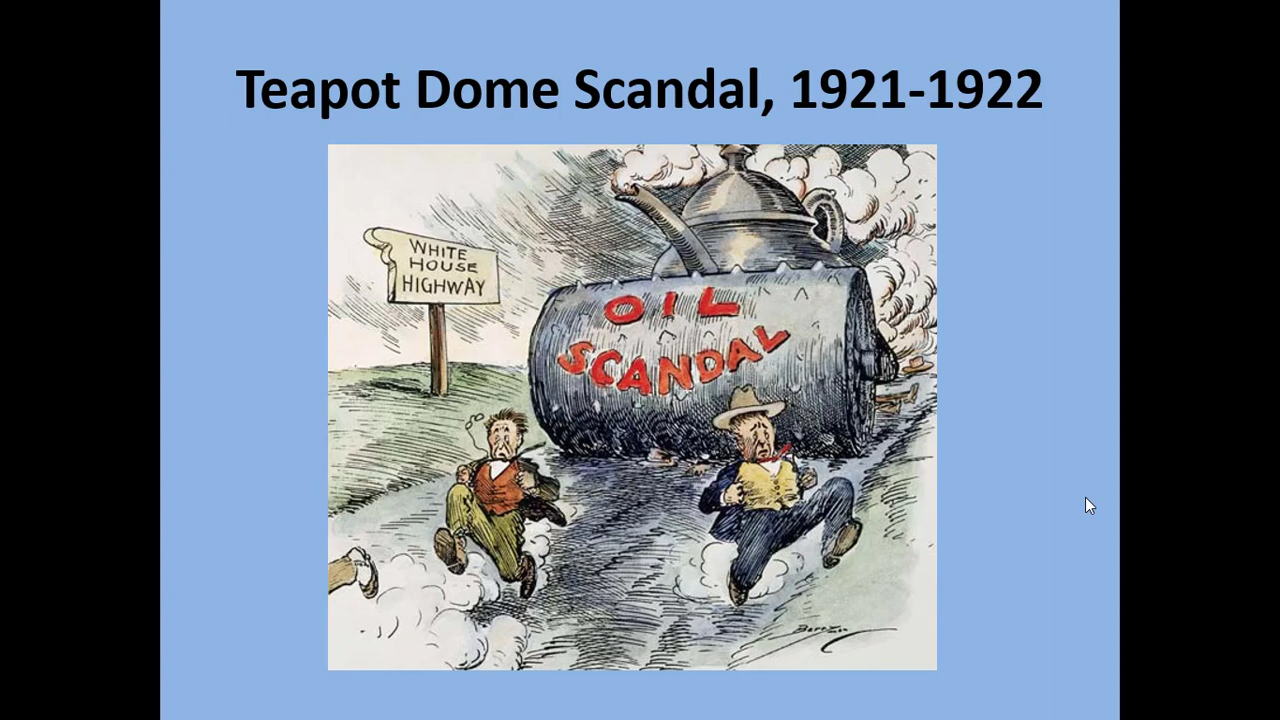 Teapot Dome Scandal, 1921-1922
WHITE
HOUSE
HIGHWAY
OIL
SCANDAL